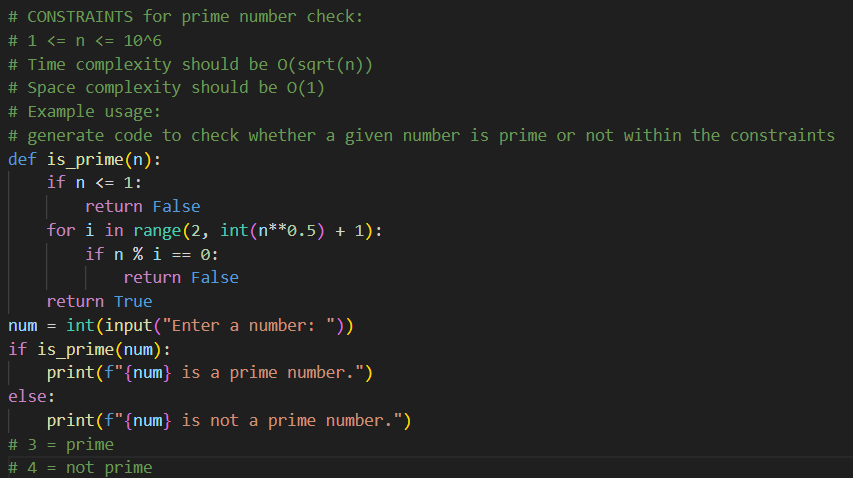 # CONSTRAINTS for prime number check:
# 1 <= n <= 10^6
# Time complexity should be O(sqrt(n))
# Space complexity should be O(1)
# Example usage:
# generate code to check whether a given number is prime or not within the constraints
def is_prime(n):
    if n <= 1:
        return False
    for i in range(2, int(n**0.5) + 1):
        if n % i == 0:
            return False
    return True
num = int(input("Enter a number: "))
if is_prime(num):
    print(f"{num} is a prime number.")
else:
    print(f"{num} is not a prime number.")
# 3 = prime
# 4 = not prime